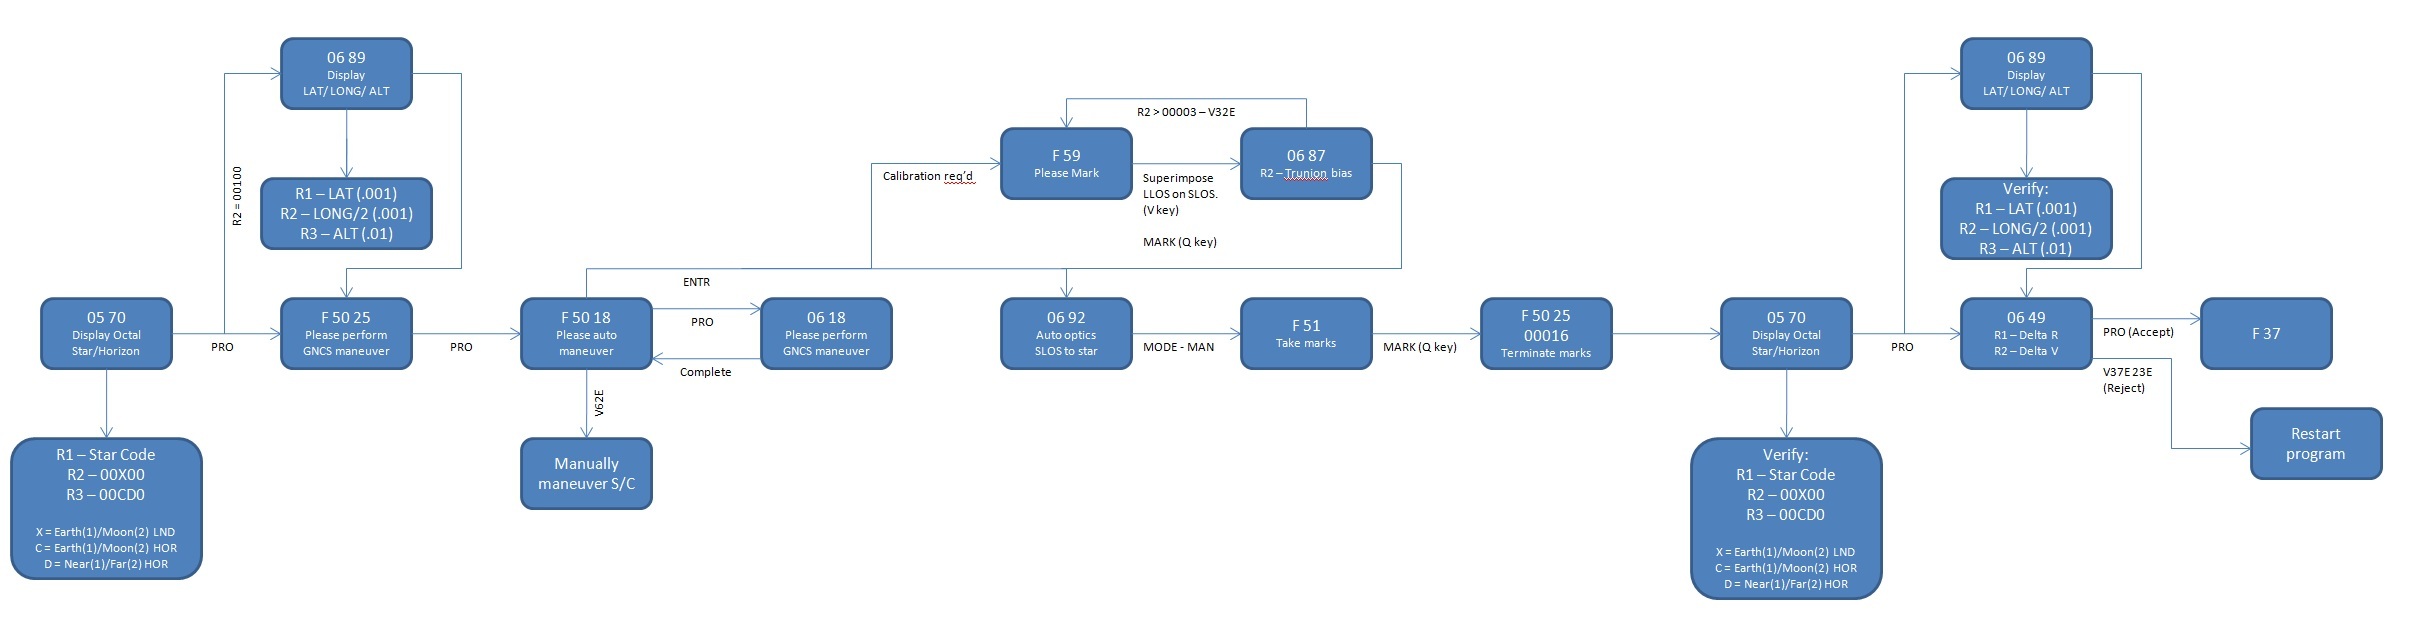 06 89
Display
LAT/ LONG/ ALT
R2 = 00100
R1 – LAT (.001)
R2 – LONG/2 (.001)
R3 – ALT (.01)
05 70
Display Octal
Star/Horizon
PRO
F 50 25
Please perform
GNCS maneuver
PRO
R1 – Star Code
R2 – 00X00
R3 – 00CD0
X = Earth(1)/Moon(2) LND
C = Earth(1)/Moon(2) HOR
D = Near(1)/Far(2) HOR
F 50 18
Please auto
maneuver
ENTR
PRO
Complete
06 18
Please perform
GNCS maneuver
V62E
Manually
maneuver S/C
Calibration req'd
R2 > 00003 – V32E
F 59
Please Mark
Superimpose
LLOS on SLOS.
(V key)
MARK (Q key)
06 87
R2 – Trunion bias
06 92
Auto optics
SLOS to star
MODE - MAN
F 51
Take marks
MARK (Q key)
F 50 25
00016
Terminate marks
05 70
Display Octal
Star/Horizon
PRO
Verify:
R1 – Star Code
R2 – 00X00
R3 – 00CD0
X = Earth(1)/Moon(2) LND
C = Earth(1)/Moon(2) HOR
D = Near(1)/Far(2) HOR
06 89
Display
LAT/ LONG/ ALT
Verify:
R1 – LAT (.001)
R2 – LONG/2 (.001)
R3 – ALT (.01)
06 49
R1 – Delta R
R2 – Delta V
PRO (Accept)
F 37
V37E 23E
(Reject)
Restart
program